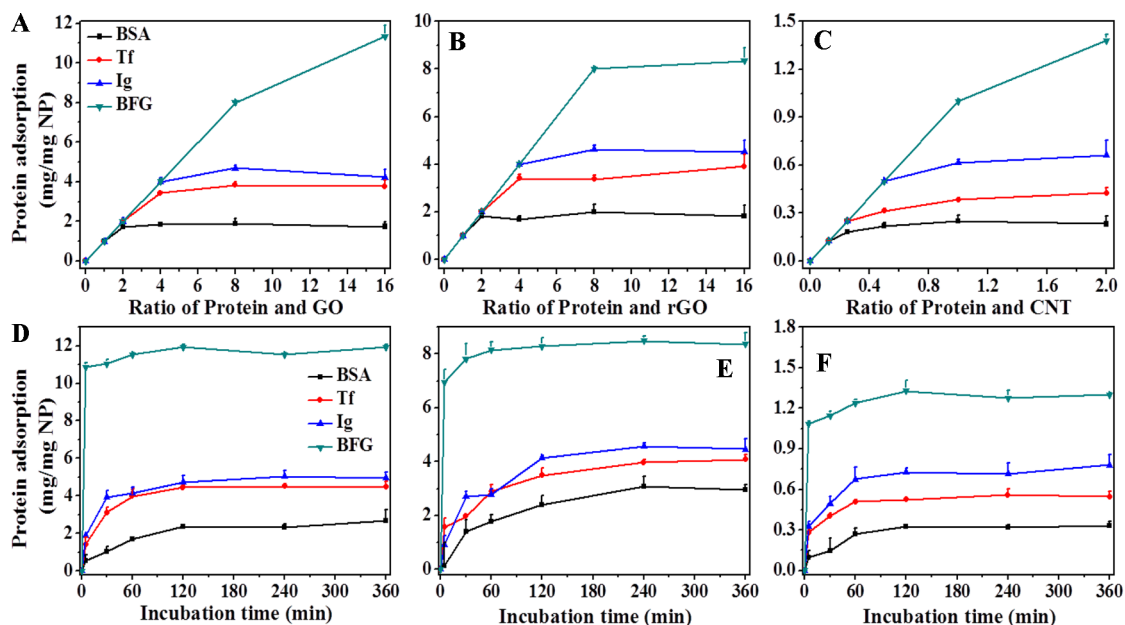 A
Protein adsorption
(mg/mg NP)
12
10
8
6
4
2
0
BSA
Tf
Ig
BFG
0 2 4 6 8 10 12 14 16
Ratio of Protein and GO
B
10
8
6
4
2
0
0 2 4 6 8 10 12 14 16
Ratio of Protein and rGO
C
1.5
1.2
0.9
0.6
0.3
0.0
0.0 0.4 0.8 1.2 1.6 2.0
Ratio of Protein and CNT
D
Protein adsorption
(mg/mg NP)
12
10
8
6
4
2
0
BSA
Tf
Ig
BFG
0 60 120 180 240 300 360
Incubation time (min)
E
8
6
4
2
0
0 60 120 180 240 300 360
Incubation time (min)
F
1.8
1.5
1.2
0.9
0.6
0.3
0.0
0 60 120 180 240 300 360
Incubation time (min)